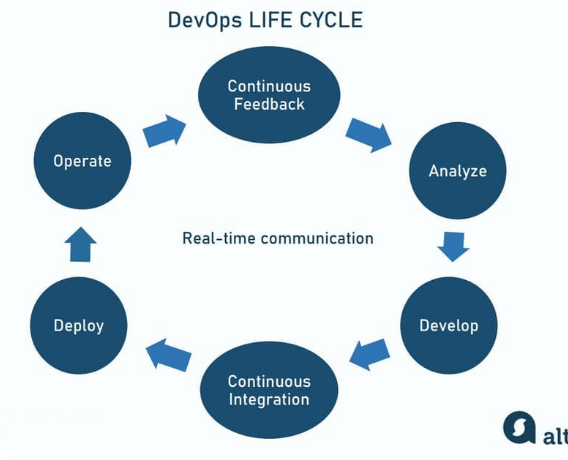 DevOps LIFE CYCLE
Continuous
Feedback
Operate
Analyze
Real-time communication
Deploy
Develop
Continuous
Integration
alt